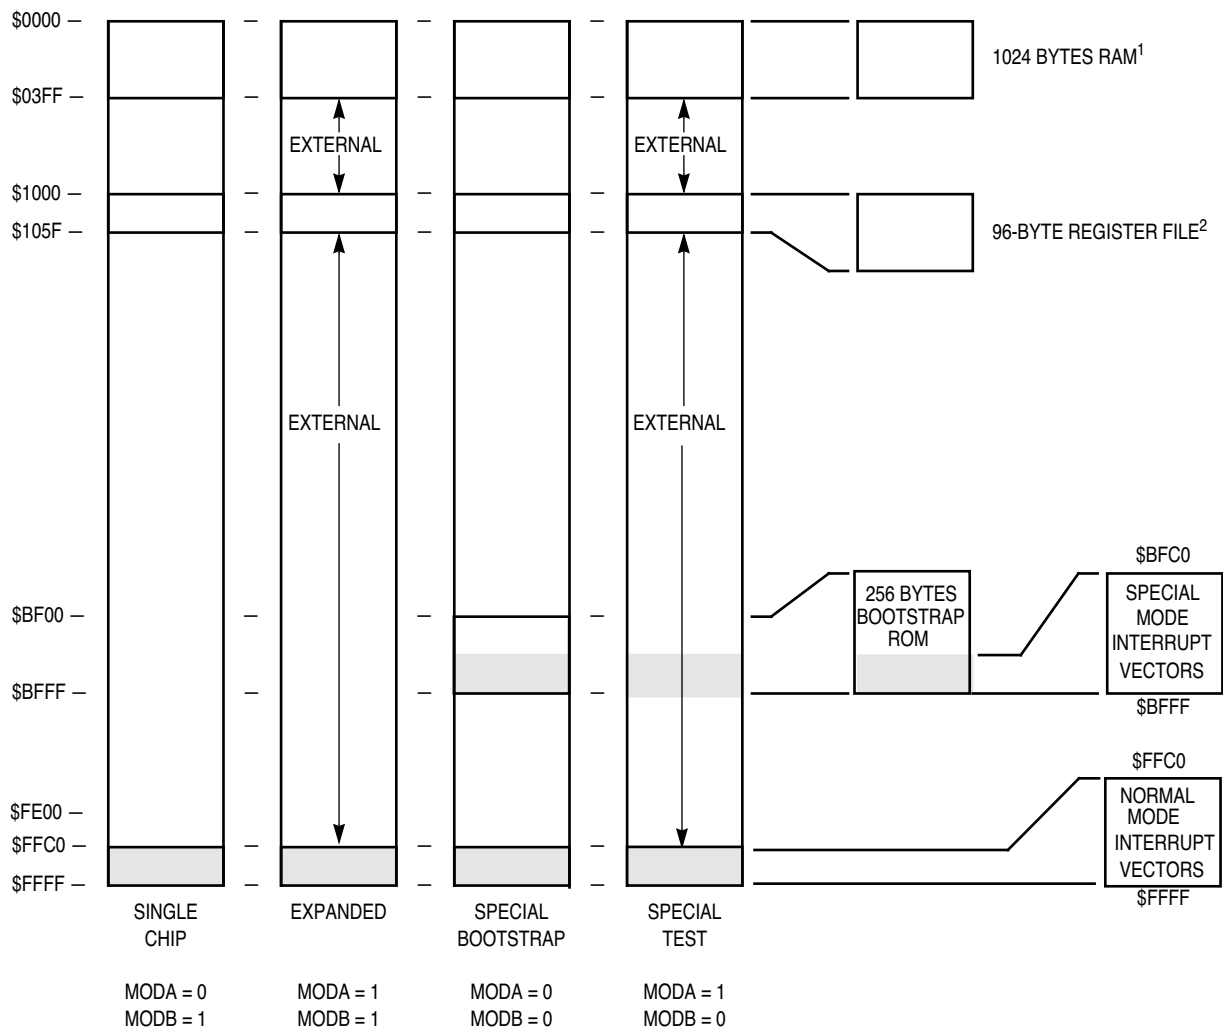 $0000
1024 BYTES RAM1
$03FF
EXTERNAL
EXTERNAL
$1000
$105F
96-BYTE REGISTER FILE2
EXTERNAL
EXTERNAL
$BF00
$BFFF
256 BYTES
BOOTSTRAP
ROM
$BFC0
SPECIAL
MODE
INTERRUPT
VECTORS
$BFFF
$FE00
$FFC0
$FFFF
$FFC0
NORMAL
MODE
INTERRUPT
VECTORS
$FFFF
SINGLE
CHIP
EXPANDED
SPECIAL
BOOTSTRAP
SPECIAL
TEST
MODA = 0
MODB = 1
MODA = 1
MODB = 1
MODA = 0
MODB = 0
MODA = 1
MODB = 0